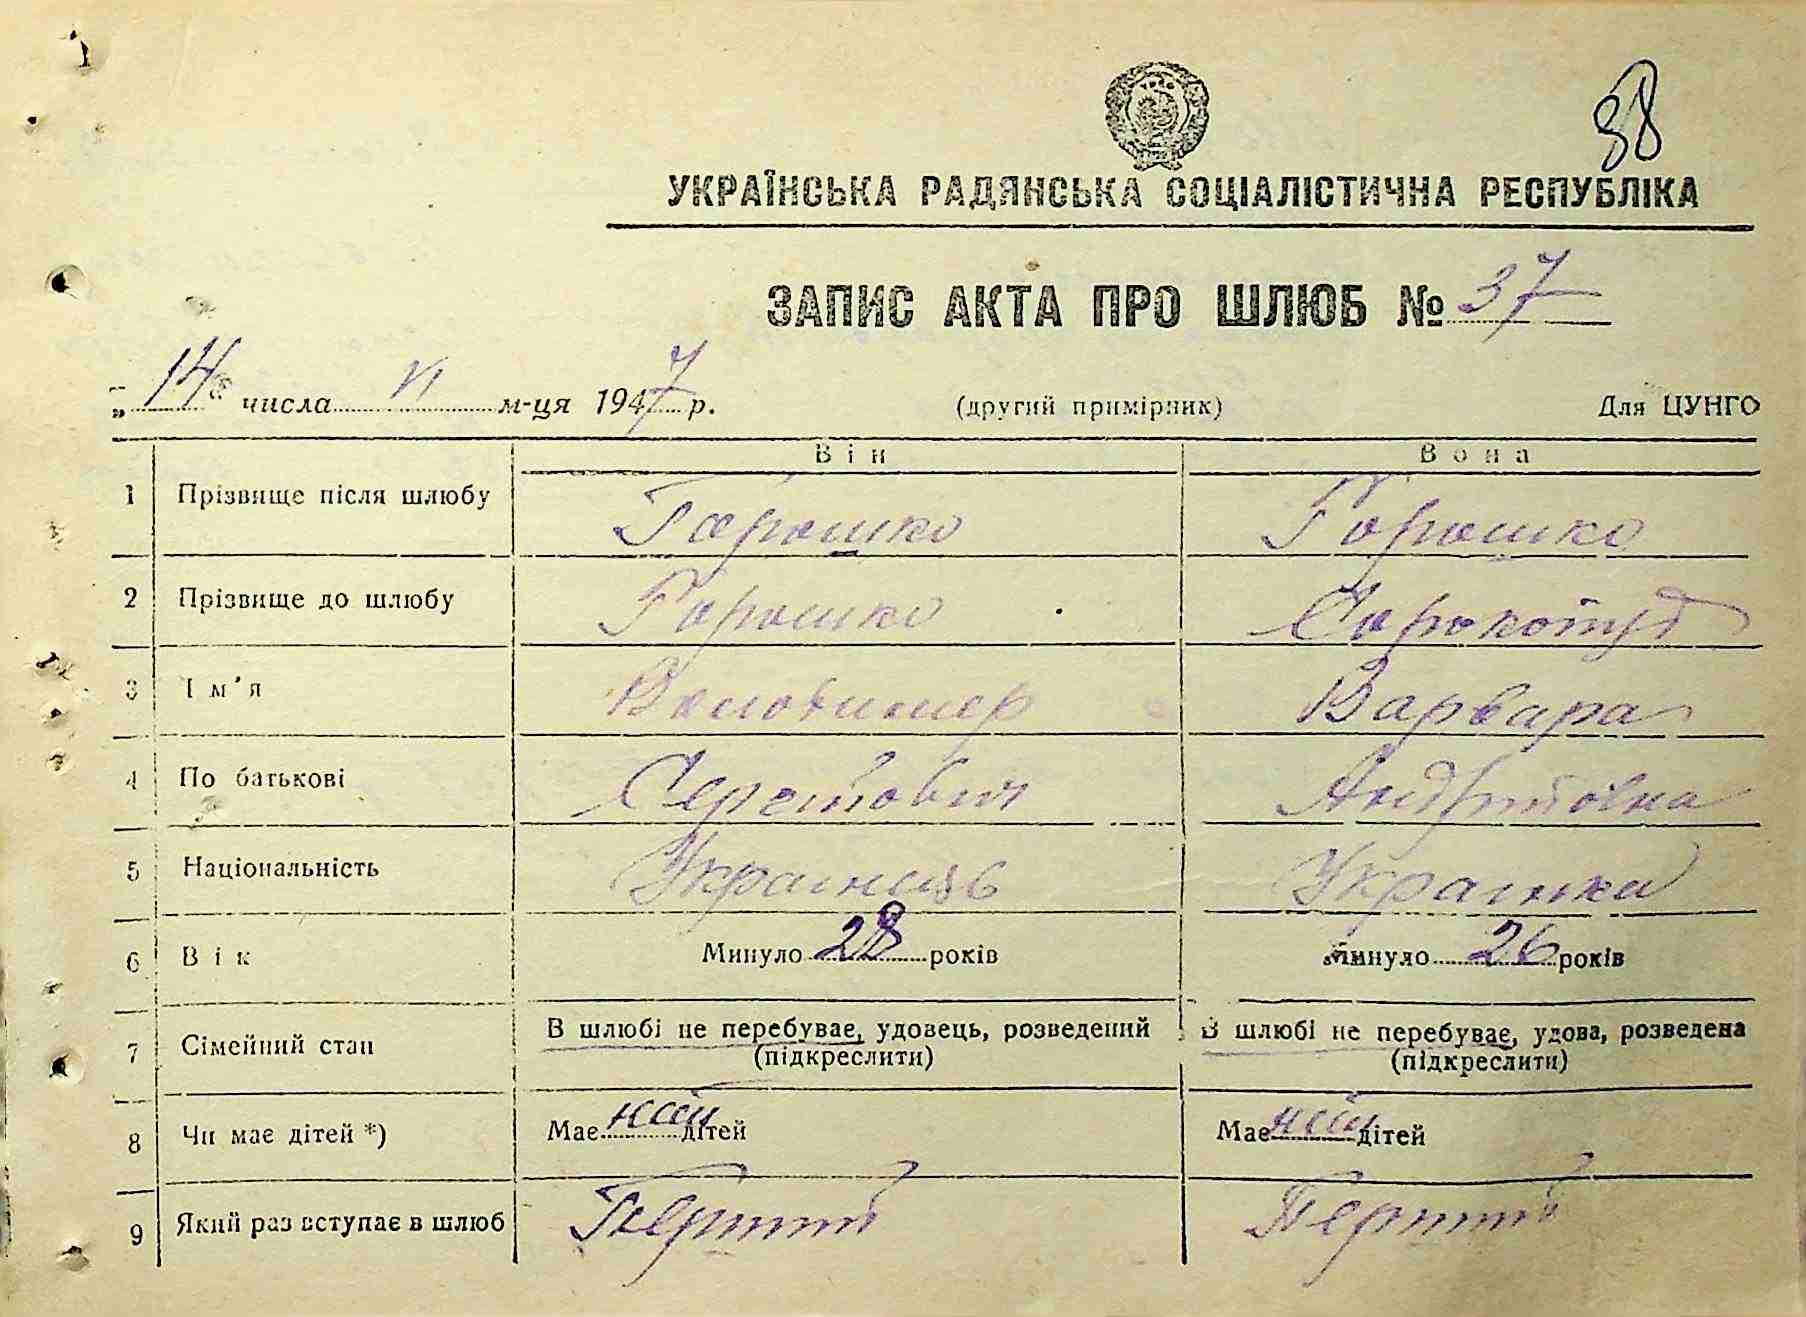 88
УКРАЇНСЬКА РАДЯНСЬКА СОЦІАЛІСТИЧНА РЕСПУБЛІКА
ЗАПИС АКТА ПРО ШЛЮБ № 37
„14" числа VI м-ця 1947 р. (другий примірник) Для ЦУНГО
Він Вона
1 Прізвище після шлюбу Горошко Горошко
2 Прізвище до шлюбу Горошко Сорокотуд
3 Ім'я Володимер Варвара
4 По батькові Сергійович Андріївна
5 Національність Українець Українка
6 Вік Минуло 28 років Минуло 26 років
7 Сімейний стан В шлюбі не перебуває, удовець, розведений В шлюбі не перебуває, удова, розведена
(підкреслити) (підкреслити)
8 Чи має дітей *) Має дітей Має дітей
9 Який раз вступає в шлюб Перший Перший